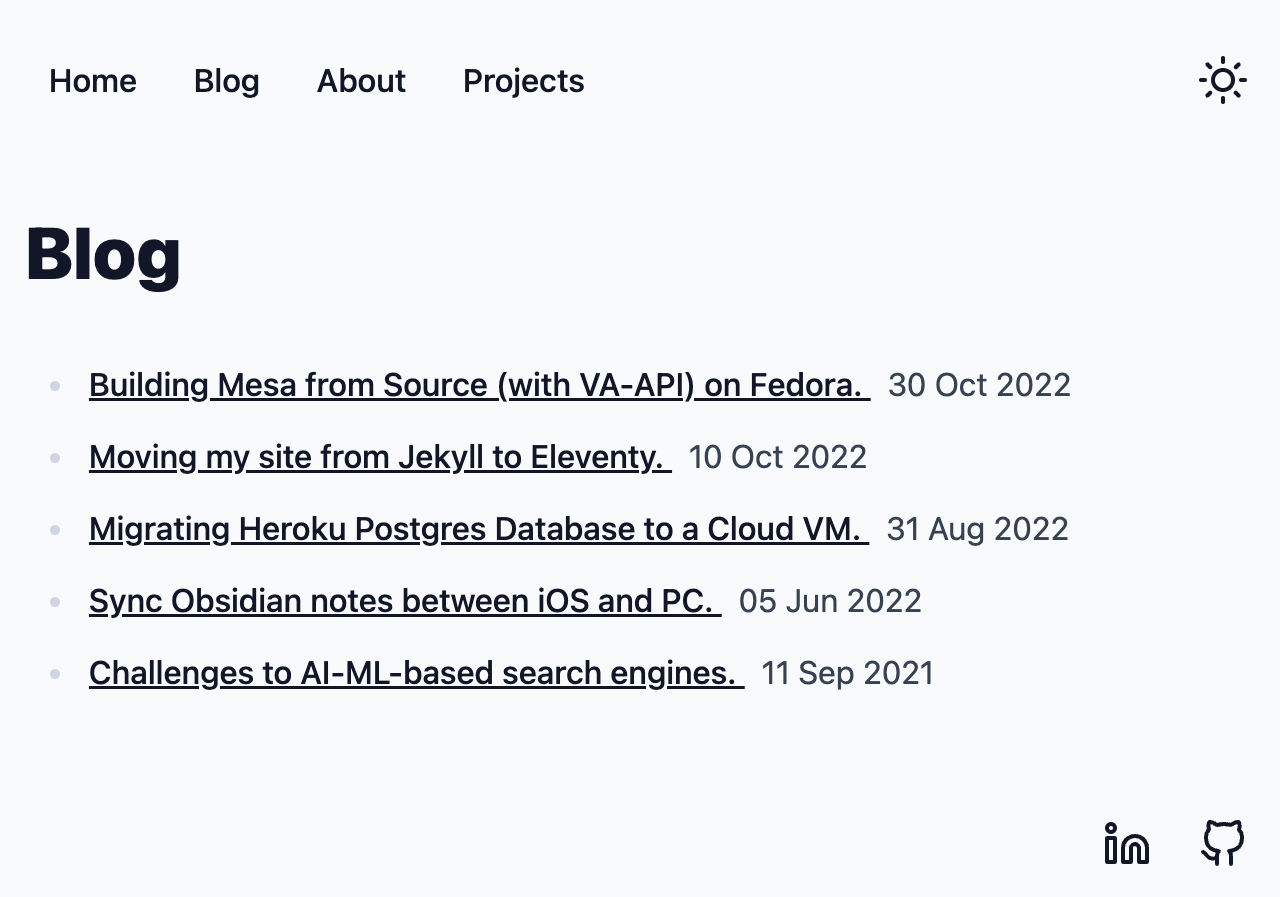 Home Blog About Projects
Blog
Building Mesa from Source (with VA-API) on Fedora. 30 Oct 2022
Moving my site from Jekyll to Eleventy. 10 Oct 2022
Migrating Heroku Postgres Database to a Cloud VM. 31 Aug 2022
Sync Obsidian notes between iOS and PC. 05 Jun 2022
Challenges to AI-ML-based search engines. 11 Sep 2021
in